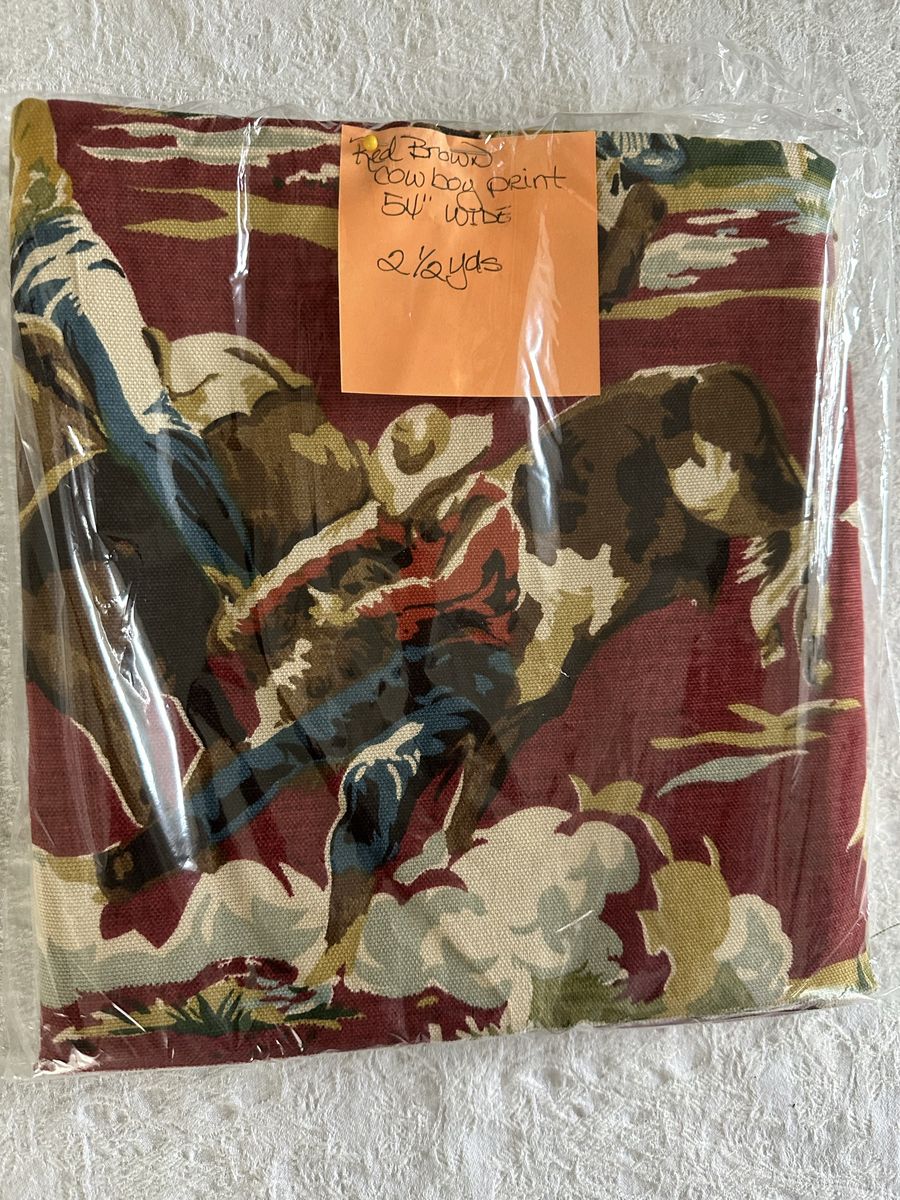 Red Brown
cowboy print
54" WIDE
2 1/2 yds